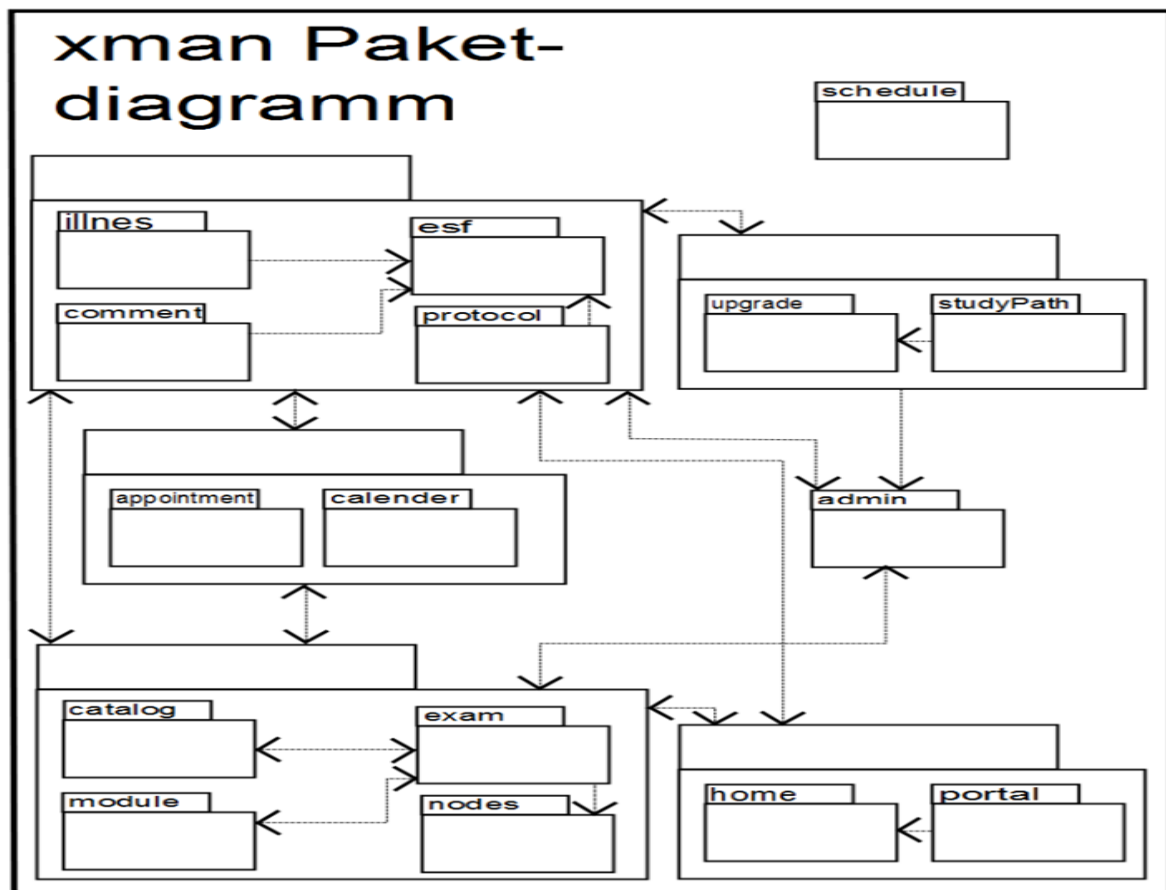 xman Paket-
diagramm
schedule
illnes
esf
comment
protocol
upgrade
studyPath
appointment
calender
admin
catalog
exam
module
nodes
home
portal